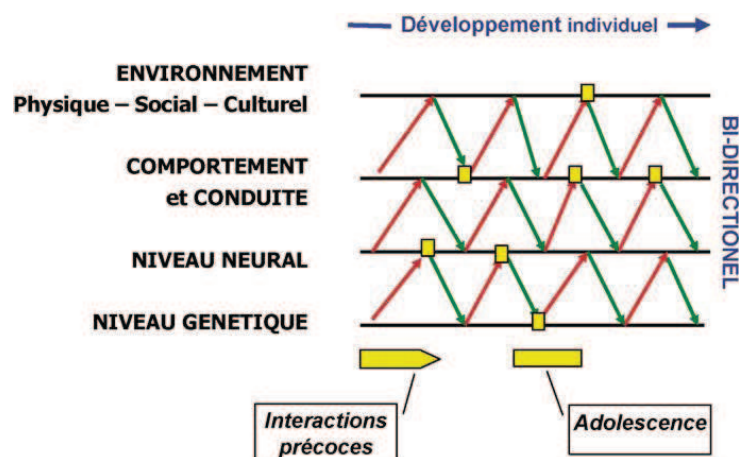 Développement individuel
ENVIRONNEMENT
Physique – Social – Culturel
COMPORTEMENT
et CONDUITE
NIVEAU NEURAL
NIVEAU GENETIQUE
BI-DIRECTIONEL
Interactions
précoces
Adolescence